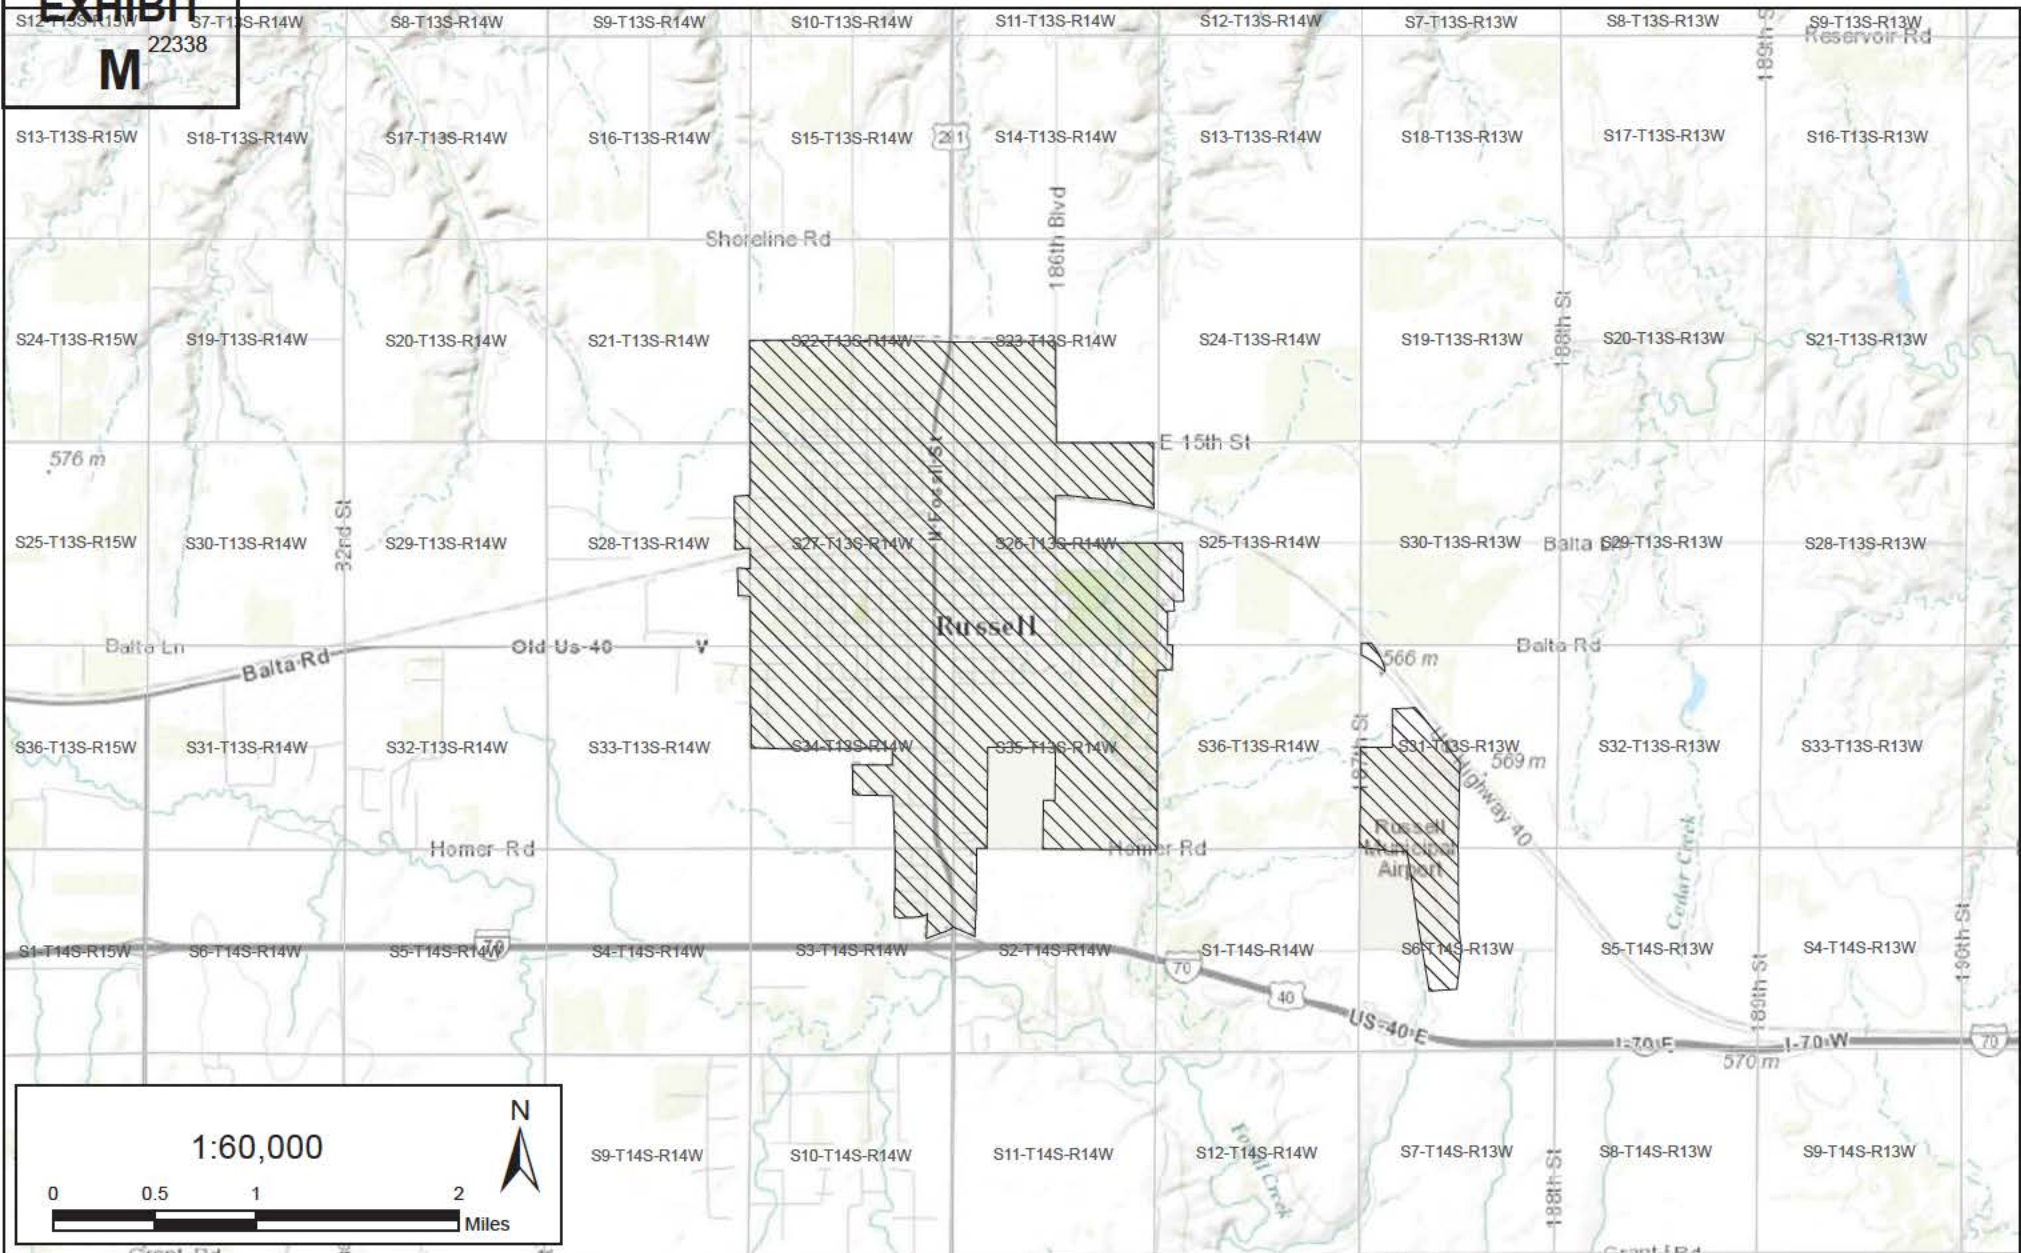 EXHIBIT
M
22338
S12-T13S-R15W S7-T13S-R14W S8-T13S-R14W S9-T13S-R14W S10-T13S-R14W S11-T13S-R14W S12-T13S-R14W S7-T13S-R13W S8-T13S-R13W S9-T13S-R13W
189th S
Reservoir Rd
S13-T13S-R15W S18-T13S-R14W S17-T13S-R14W S16-T13S-R14W S15-T13S-R14W 281 S14-T13S-R14W S13-T13S-R14W S18-T13S-R13W S17-T13S-R13W S16-T13S-R13W
Shoreline Rd
186th Blvd
188th St
S24-T13S-R15W S19-T13S-R14W S20-T13S-R14W S21-T13S-R14W S22-T13S-R14W S23-T13S-R14W S24-T13S-R14W S19-T13S-R13W S20-T13S-R13W S21-T13S-R13W
E 15th St
576 m
32nd St
N Fossil St
S25-T13S-R15W S30-T13S-R14W S29-T13S-R14W S28-T13S-R14W S27-T13S-R14W S26-T13S-R14W S25-T13S-R14W S30-T13S-R13W Balta Ln S29-T13S-R13W S28-T13S-R13W
Russell
Balta Ln
Balta Rd
Old Us-40
V
Balta Rd
566 m
187th St
S36-T13S-R15W S31-T13S-R14W S32-T13S-R14W S33-T13S-R14W S34-T13S-R14W S35-T13S-R14W S36-T13S-R14W S31-T13S-R13W S32-T13S-R13W S33-T13S-R13W
Highway 40
569 m
Russell
Municipal
Airport
Homer Rd
Homer Rd
Cedar Creek
190th St
S1-T14S-R15W S6-T14S-R14W S5-T14S-R14W 70 S4-T14S-R14W S3-T14S-R14W S2-T14S-R14W S1-T14S-R14W S6-T14S-R13W S5-T14S-R13W S4-T14S-R13W
70
40
US-40 E
189th St
I-70 E
I-70 W
70
570 m
S9-T14S-R14W S10-T14S-R14W S11-T14S-R14W S12-T14S-R14W S7-T14S-R13W S8-T14S-R13W S9-T14S-R13W
Fossil Creek
188th St
N
1:60,000
0 0.5 1 2
Miles